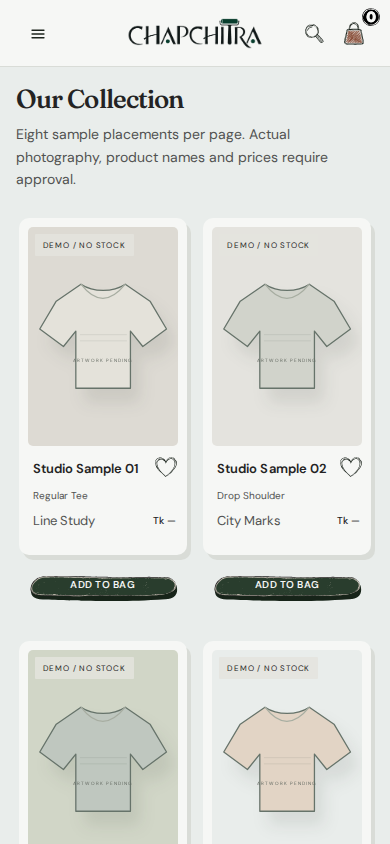 CHAPCHITRA
0
Our Collection
Eight sample placements per page. Actual
photography, product names and prices require
approval.
DEMO / NO STOCK
DEMO / NO STOCK
ARTWORK PENDING
ARTWORK PENDING
Studio Sample 01
Studio Sample 02
Regular Tee
Drop Shoulder
Line Study
Tk —
City Marks
Tk —
ADD TO BAG
ADD TO BAG
DEMO / NO STOCK
DEMO / NO STOCK
ARTWORK PENDING
ARTWORK PENDING